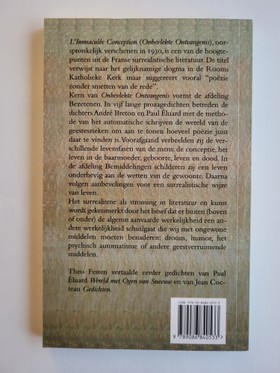 L'Immaculée Conception (Onbevlekte Ontvangenis), oor-
spronkelijk verschenen in 1930, is een van de hoogte-
punten uit de Franse surrealistische literatuur. De titel
verwijst naar het gelijknamige dogma in de Rooms
Katholieke Kerk maar suggereert vooral "poëzie
zonder smetten van de rede".
Kern van Onbevlekte Ontvangenis vormt de afdeling
Bezetenen. In vijf lange prozagedichten betreden de
dichters André Breton en Paul Éluard met de metho-
de van het automatische schrijven de wereld van de
geesteszieken om aan te tonen hoeveel poëzie juist
daar te vinden is. Voorafgaand verbeelden zij de ver-
schillende levensfasen van de mens: de conceptie, het
leven in de baarmoeder, geboorte, leven en dood. In
de afdeling Bemiddelingen schilderen zij een leven
onderhevig aan de wetten van de gewoonte. Daarna
volgen aanbevelingen voor een surrealistische wijze
van leven.
Het surrealisme als stroming in literatuur en kunst
wordt gekenmerkt door het besef dat er buiten (boven
of onder) de algemeen aanvaarde werkelijkheid een an-
dere werkelijkheid schuilgaat die wij met ongewone
middelen moeten benaderen: droom, humor, het
psychisch automatisme of andere geestverruimende
middelen.
Theo Festen vertaalde eerder gedichten van Paul
Éluard Wereld met Ogen van Sneeuw en van Jean Coc-
teau Gedichten.